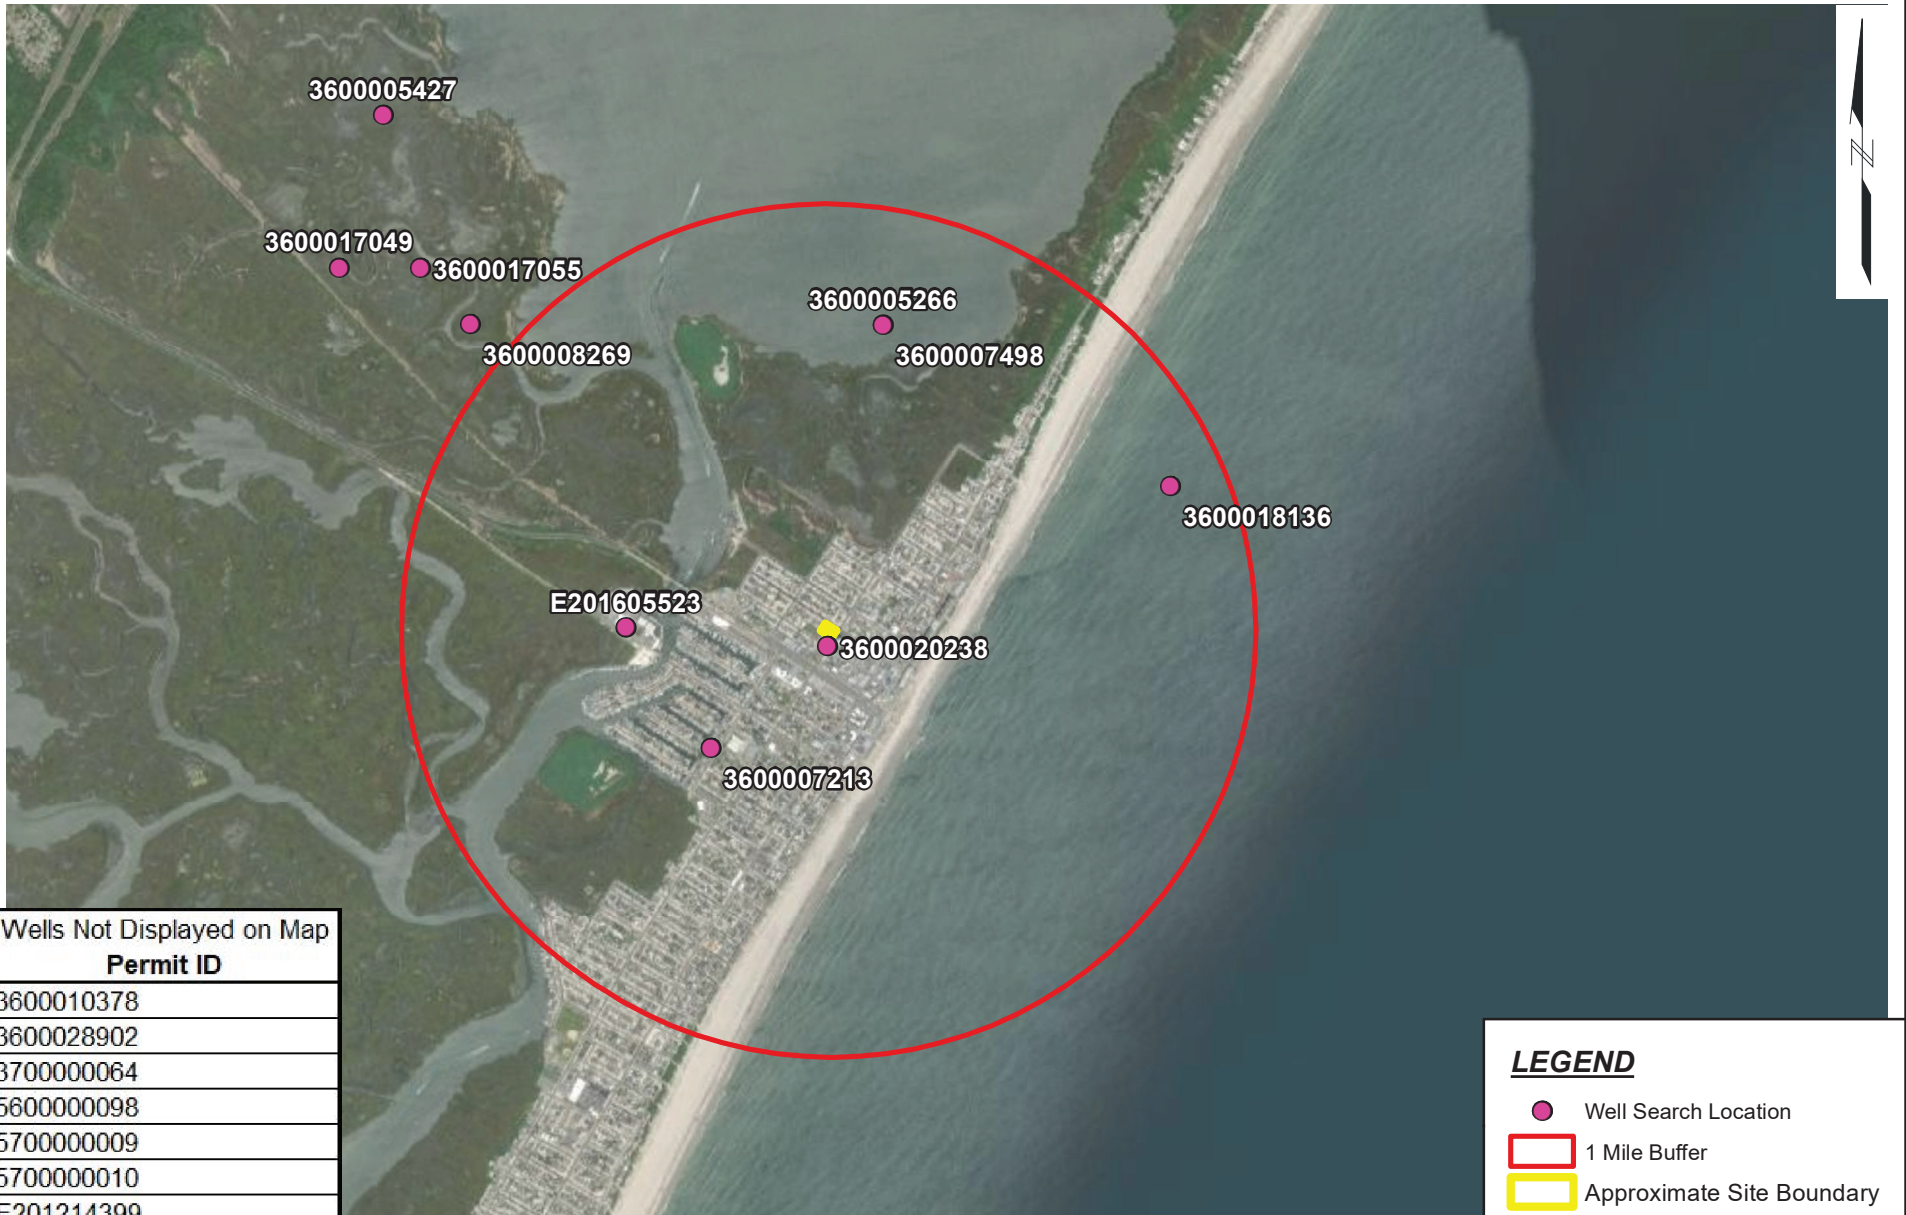 3600005427
3600017049
3600017055
3600005266
3600008269
3600007498
3600018136
E201605523
3600020238
3600007213
N
Wells Not Displayed on Map
Permit ID
3600010378
3600028902
3700000064
5600000098
5700000009
5700000010
E201214399
LEGEND
Well Search Location
1 Mile Buffer
Approximate Site Boundary